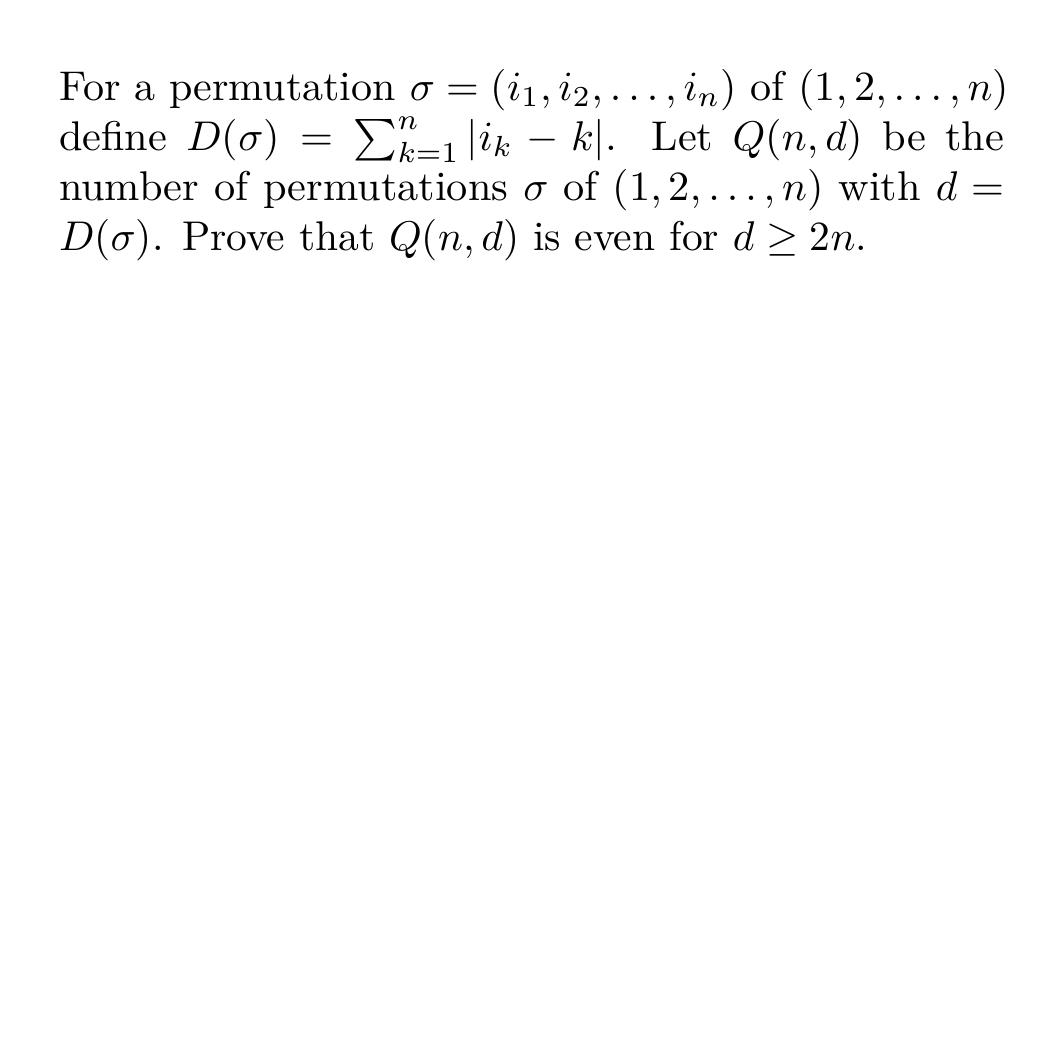 For a permutation $\sigma = (i_1, i_2, \ldots, i_n)$ of $(1, 2, \ldots, n)$
define $D(\sigma) = \sum_{k=1}^{n} |i_k - k|$. Let $Q(n, d)$ be the
number of permutations $\sigma$ of $(1, 2, \ldots, n)$ with $d =$
$D(\sigma)$. Prove that $Q(n, d)$ is even for $d \geq 2n$.